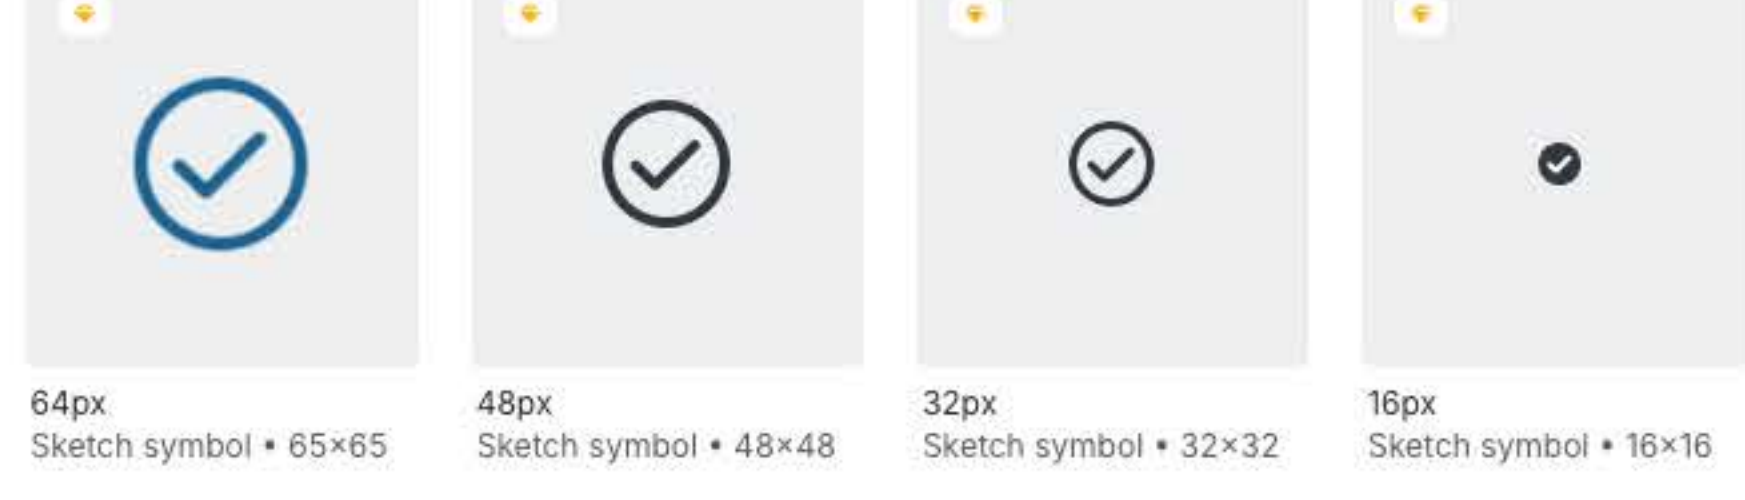 64px
Sketch symbol • 65×65
48px
Sketch symbol • 48×48
32px
Sketch symbol • 32×32
16px
Sketch symbol • 16×16